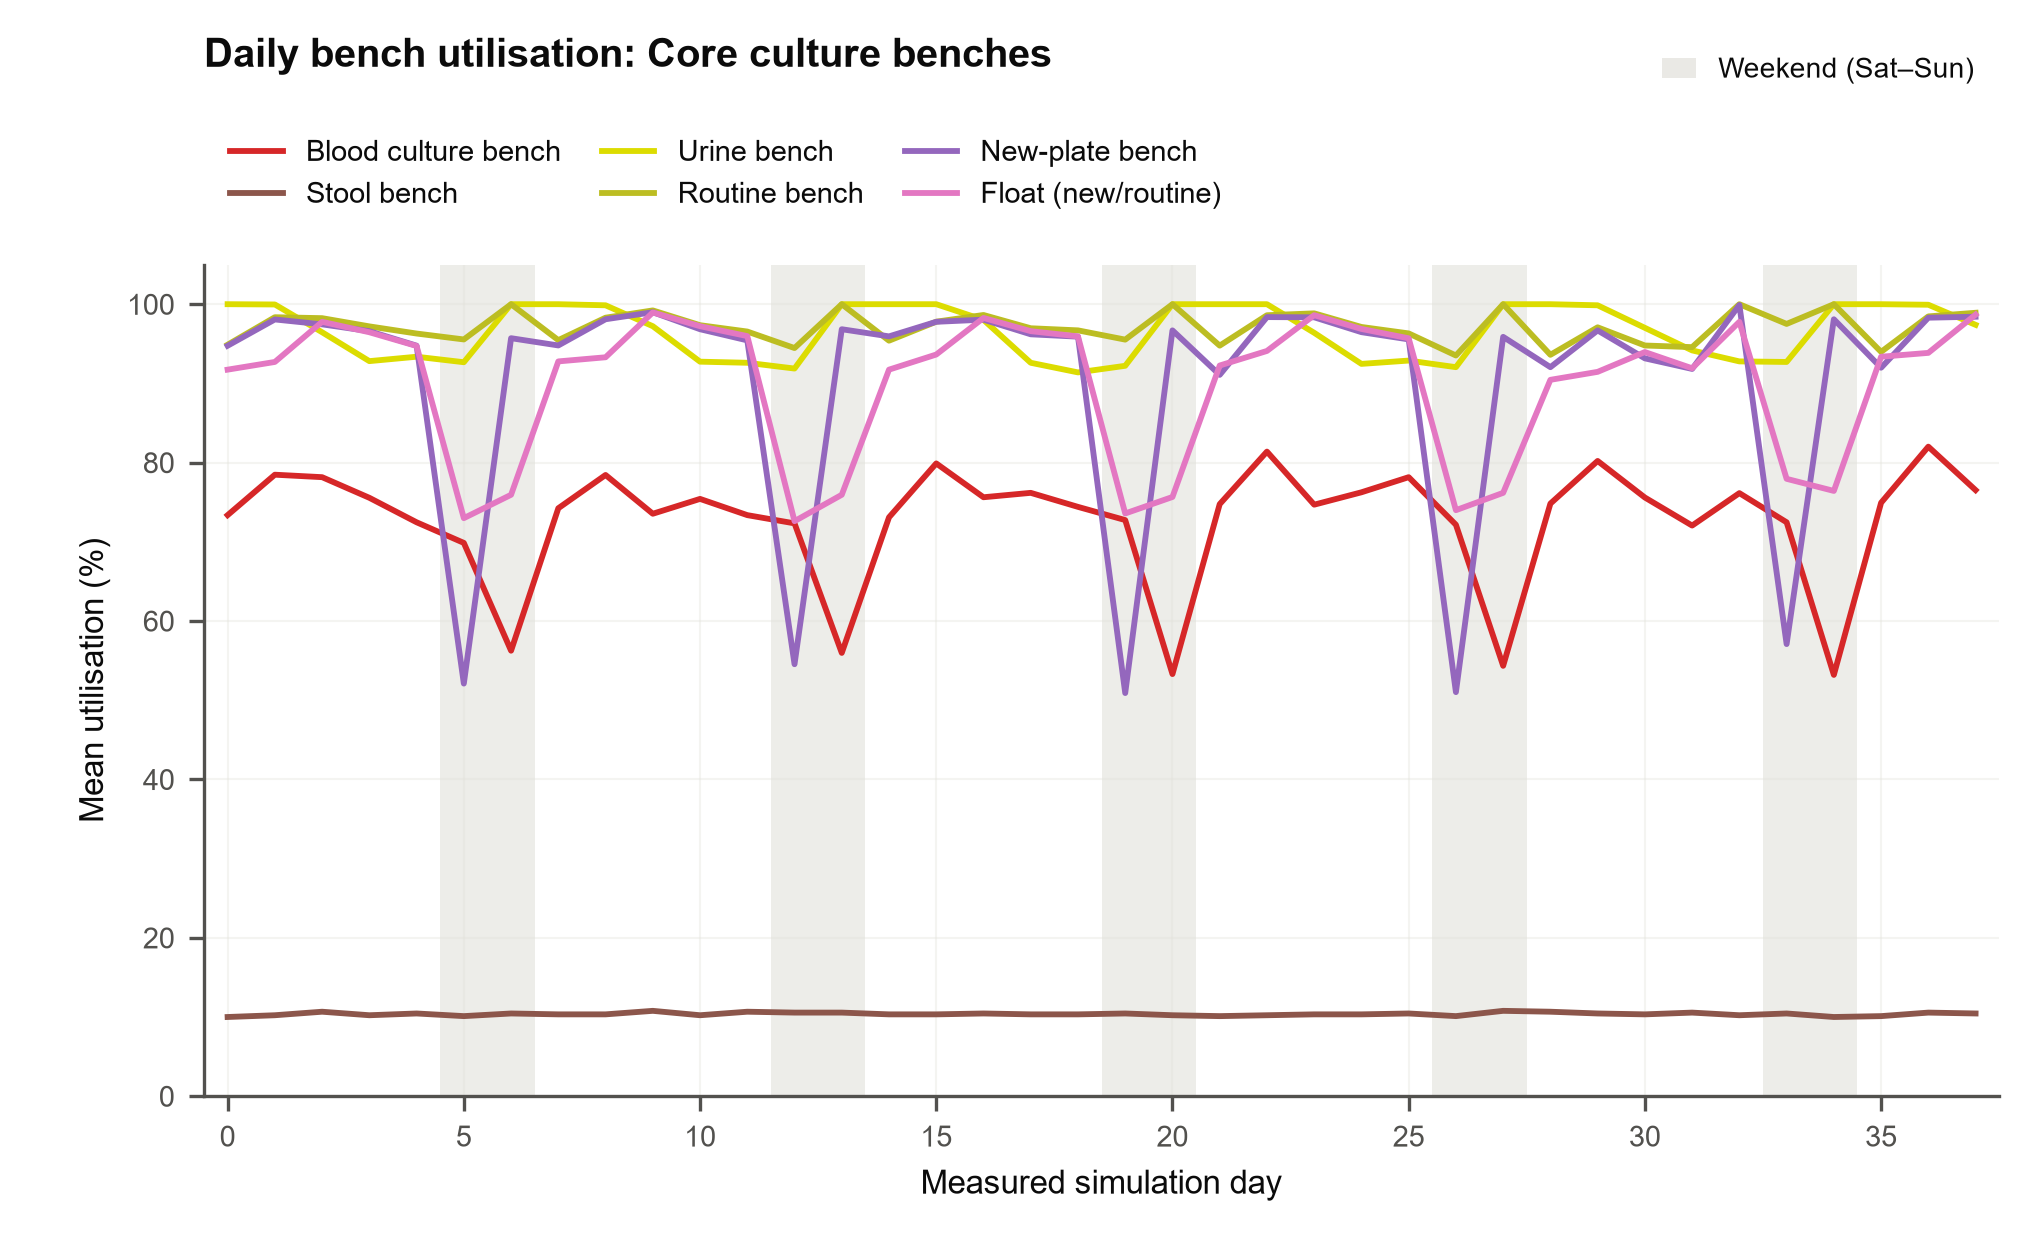 Daily bench utilisation: Core culture benches
Weekend (Sat–Sun)
Blood culture bench
Urine bench
New-plate bench
Stool bench
Routine bench
Float (new/routine)
Mean utilisation (%)
100
80
60
40
20
0
0 5 10 15 20 25 30 35
Measured simulation day